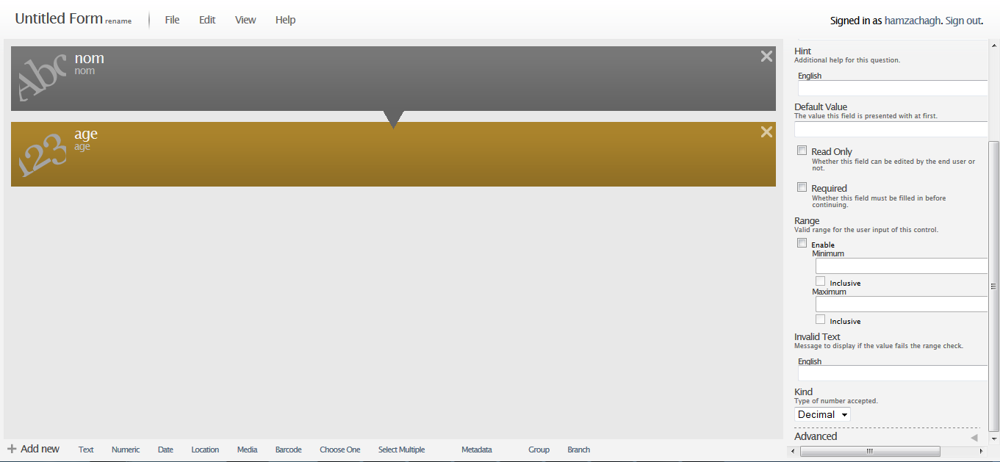 Untitled Form rename File Edit View Help Signed in as hamzachagh. Sign out.
Abc
nom
nom
123
age
age
Hint
Additional help for this question.
English
Default Value
The value this field is presented with at first.
Read Only
Whether this field can be edited by the end user or
not.
Required
Whether this field must be filled in before
continuing.
Range
Valid range for the user input of this control.
Enable
Minimum
Inclusive
Maximum
Inclusive
Invalid Text
Message to display if the value fails the range check.
English
Kind
Type of number accepted.
Decimal
Advanced
Add new Text Numeric Date Location Media Barcode Choose One Select Multiple Metadata Group Branch